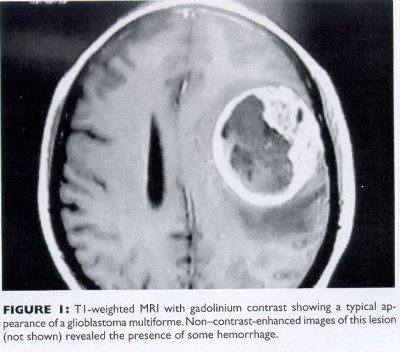 FIGURE 1: T1-weighted MRI with gadolinium contrast showing a typical ap-
pearance of a glioblastoma multiforme. Non–contrast-enhanced images of this lesion
(not shown) revealed the presence of some hemorrhage.